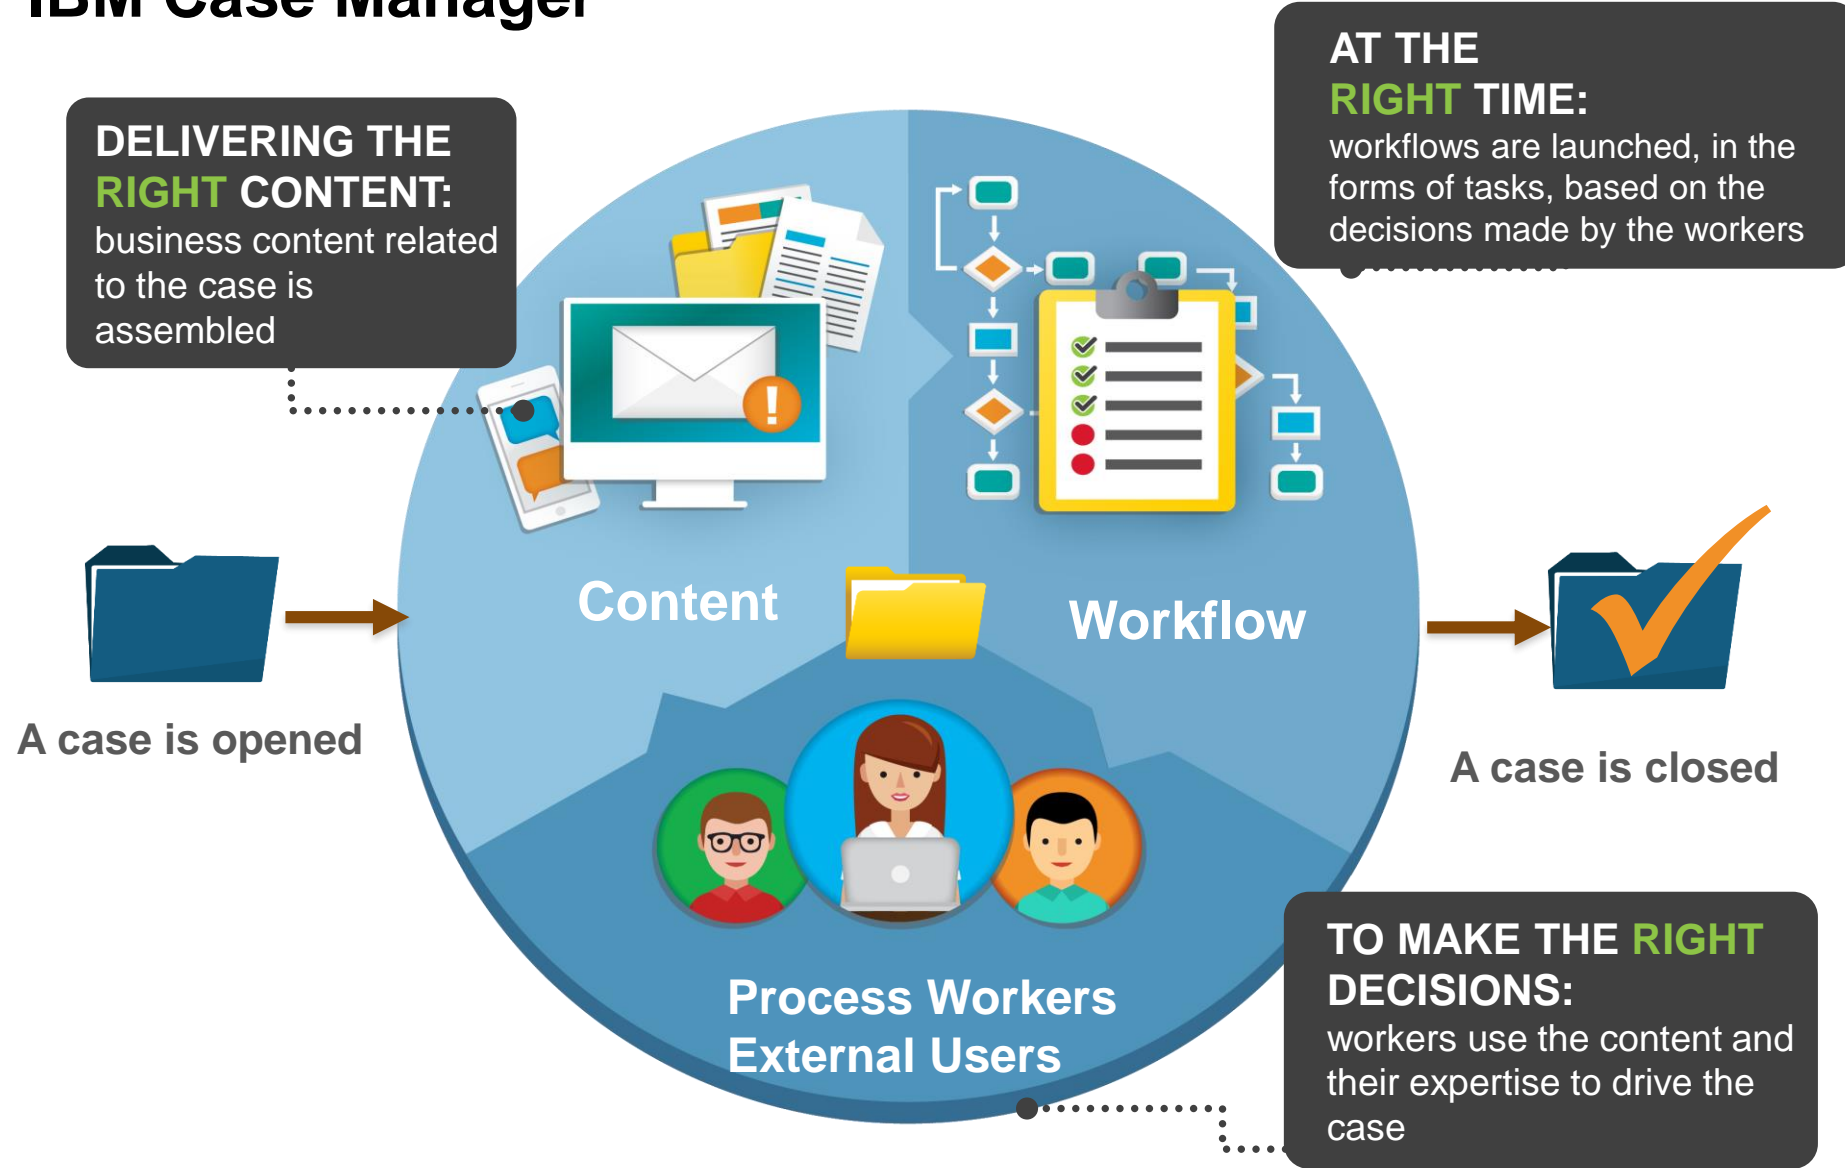 IBM Case Manager
AT THE
RIGHT TIME:
workflows are launched, in the
forms of tasks, based on the
decisions made by the workers
DELIVERING THE
RIGHT CONTENT:
business content related
to the case is
assembled
Content
Workflow
A case is opened
A case is closed
Process Workers
External Users
TO MAKE THE RIGHT
DECISIONS:
workers use the content and
their expertise to drive the
case